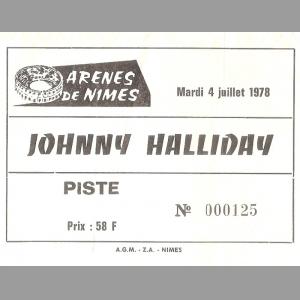 ARENES
DE NIMES
Mardi 4 juillet 1978
JOHNNY HALLIDAY
PISTE
Nº 000125
Prix : 58 F
A.G.M. - Z.A. - NIMES